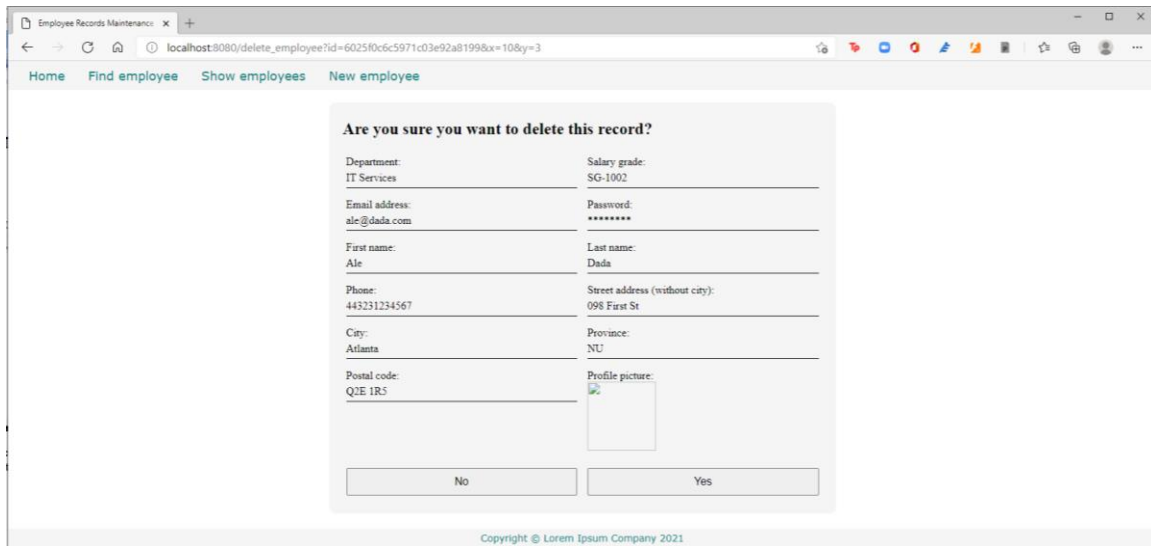 Employee Records Maintenance
localhost:8080/delete_employee?id=6025f0c6c5971c03e92a8199&x=10&y=3
Home Find employee Show employees New employee
Are you sure you want to delete this record?
Department: Salary grade:
IT Services SG-1002
Email address: Password:
ale@dada.com ********
First name: Last name:
Ale Dada
Phone: Street address (without city):
443231234567 098 First St
City: Province:
Atlanta NU
Postal code: Profile picture:
Q2E 1R5
No Yes
Copyright © Lorem Ipsum Company 2021